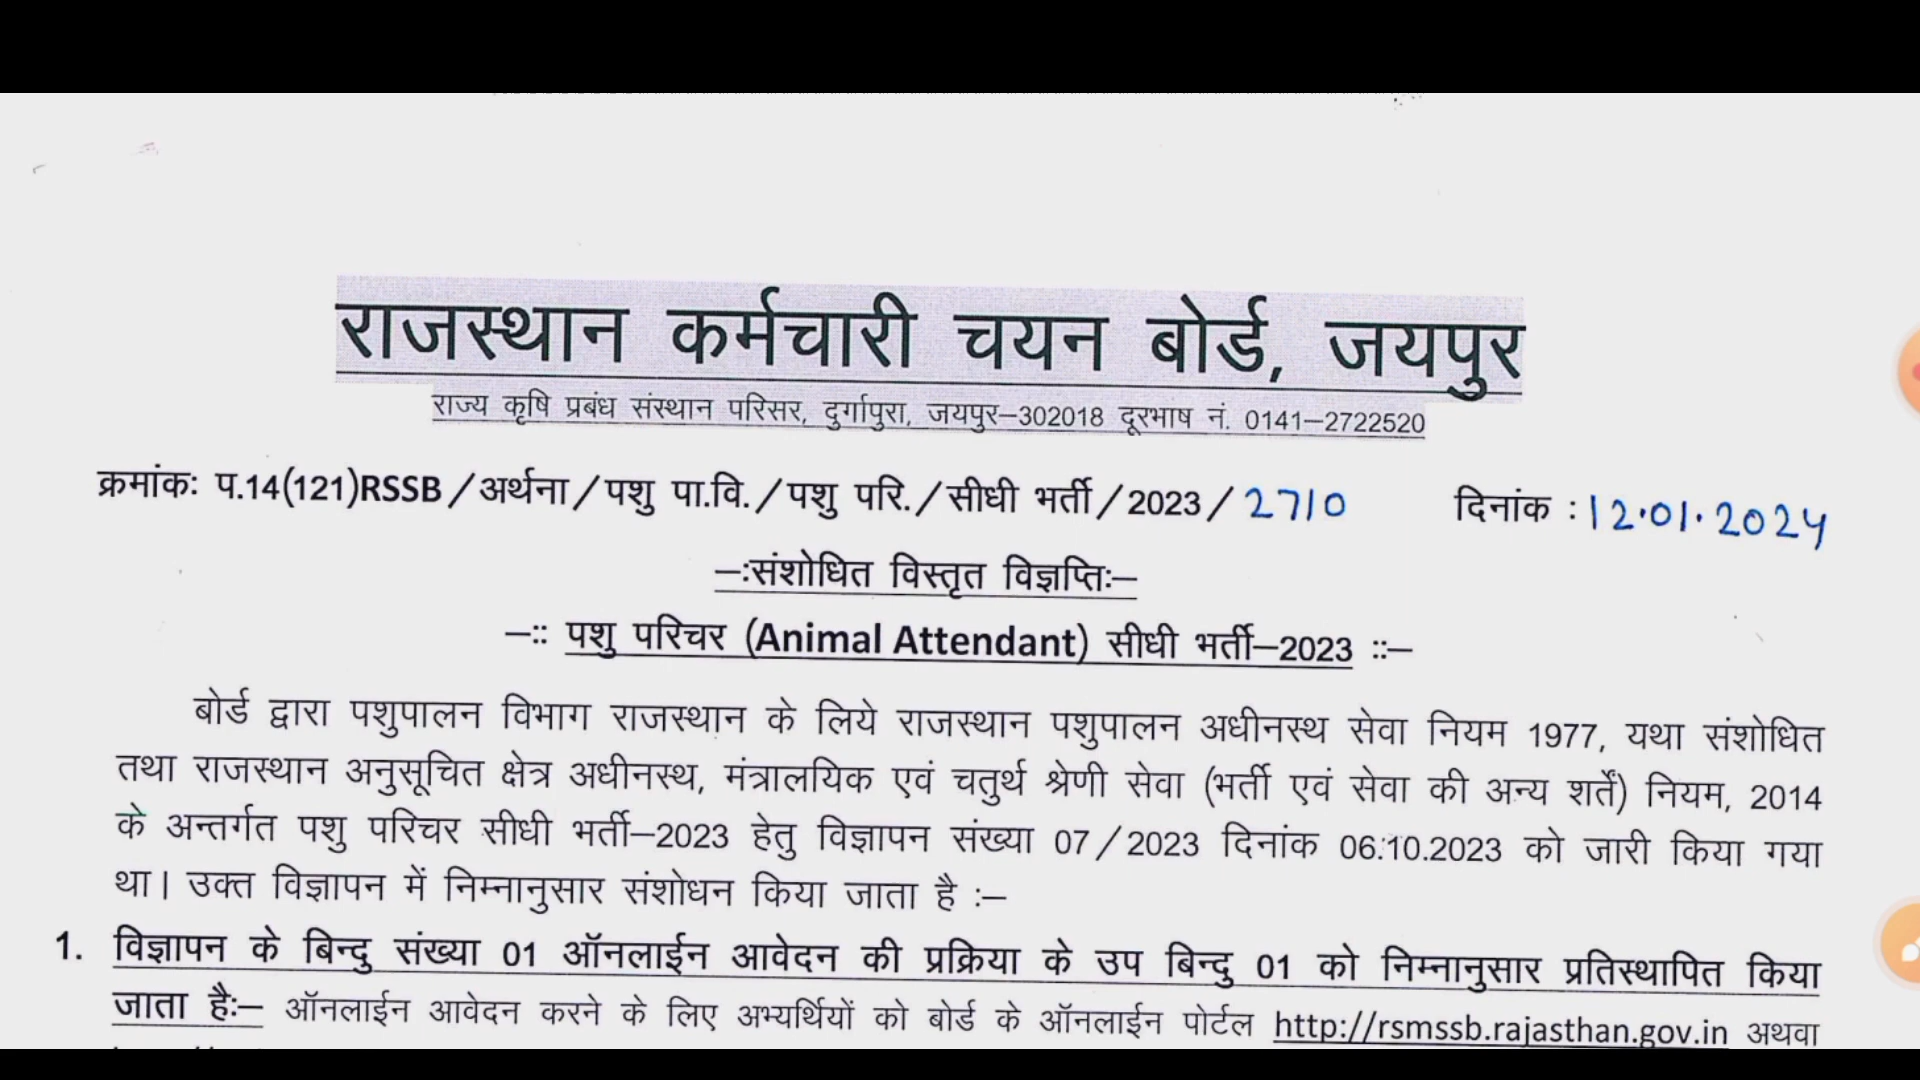 राजस्थान कर्मचारी चयन बोर्ड, जयपुर
राज्य कृषि प्रबंध संस्थान परिसर, दुर्गापुरा, जयपुर–302018 दूरभाष नं. 0141–2722520
क्रमांकः प.14(121)RSSB/अर्थना/पशु पा.वि./पशु परि./सीधी भर्ती/2023/2710 दिनांक :12.01.2024
–:संशोधित विस्तृत विज्ञप्तिः–
–:: पशु परिचर (Animal Attendant) सीधी भर्ती–2023 ::–
बोर्ड द्वारा पशुपालन विभाग राजस्थान के लिये राजस्थान पशुपालन अधीनस्थ सेवा नियम 1977, यथा संशोधित
तथा राजस्थान अनुसूचित क्षेत्र अधीनस्थ, मंत्रालयिक एवं चतुर्थ श्रेणी सेवा (भर्ती एवं सेवा की अन्य शर्ते) नियम, 2014
के अन्तर्गत पशु परिचर सीधी भर्ती–2023 हेतु विज्ञापन संख्या 07/2023 दिनांक 06.10.2023 को जारी किया गया
था। उक्त विज्ञापन में निम्नानुसार संशोधन किया जाता है :–
1. विज्ञापन के बिन्दु संख्या 01 ऑनलाईन आवेदन की प्रक्रिया के उप बिन्दु 01 को निम्नानुसार प्रतिस्थापित किया
जाता हैः– ऑनलाईन आवेदन करने के लिए अभ्यर्थियों को बोर्ड के ऑनलाईन पोर्टल http://rsmssb.rajasthan.gov.in अथवा